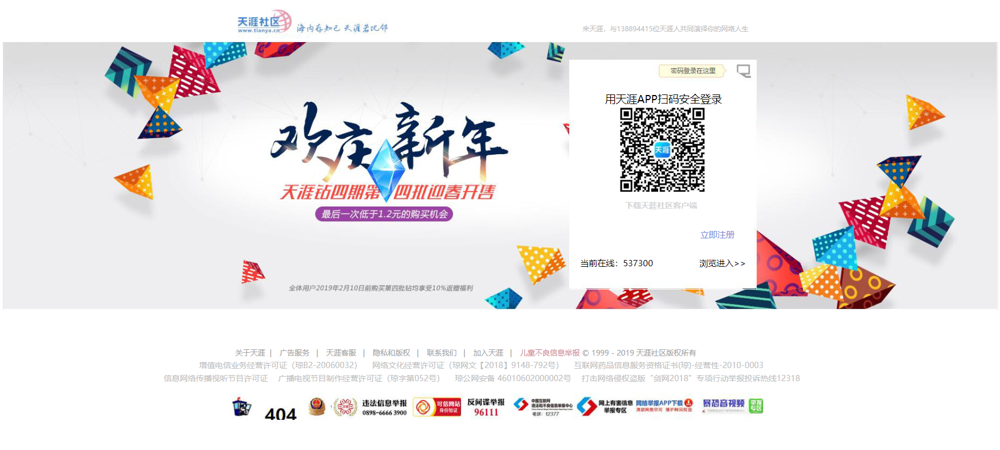 天涯社区
www.tianya.cn
海内存知己 天涯若比邻
来天涯，与138894415位天涯人共同演绎你的网络人生
欢庆新年
天涯钻四期第四批迎春开售
最后一次低于1.2元的购买机会
全体用户2019年2月10日前购买第四批钻均享受10%返赠福利
密码登录在这里
用天涯APP扫码安全登录
天涯
下载天涯社区客户端
立即注册
当前在线：537300
浏览进入>>
关于天涯 | 广告服务 | 天涯客服 | 隐私和版权 | 联系我们 | 加入天涯 | 儿童不良信息举报 © 1999 - 2019 天涯社区版权所有
增值电信业务经营许可证（琼B2-20060032） 网络文化经营许可证（琼网文【2018】9148-792号） 互联网药品信息服务资格证书(琼)-经营性-2010-0003
信息网络传播视听节目许可证 广播电视节目制作经营许可证（琼字第052号） 琼公网安备 46010602000002号 打击网络侵权盗版“剑网2018”专项行动举报投诉热线12318
404
违法信息举报
0898-6666 3900
可信网站
身份验证
反间谍举报
96111
中国互联网
违法和不良信息举报中心
电话：12377
网上有害信息
举报专区
网络举报APP下载
清朗网络空间 维护网民权益
暴恐音视频
举报
专区